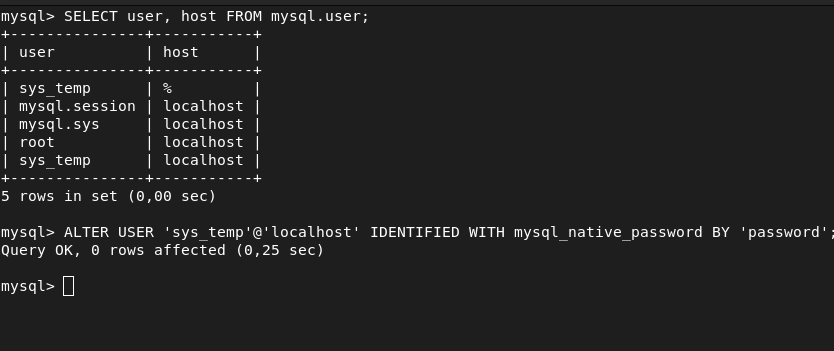 mysql> SELECT user, host FROM mysql.user;
+---------------+-----------+
| user          | host      |
+---------------+-----------+
| sys_temp      | %         |
| mysql.session | localhost |
| mysql.sys     | localhost |
| root          | localhost |
| sys_temp      | localhost |
+---------------+-----------+
5 rows in set (0,00 sec)

mysql> ALTER USER 'sys_temp'@'localhost' IDENTIFIED WITH mysql_native_password BY 'password';
Query OK, 0 rows affected (0,25 sec)

mysql>